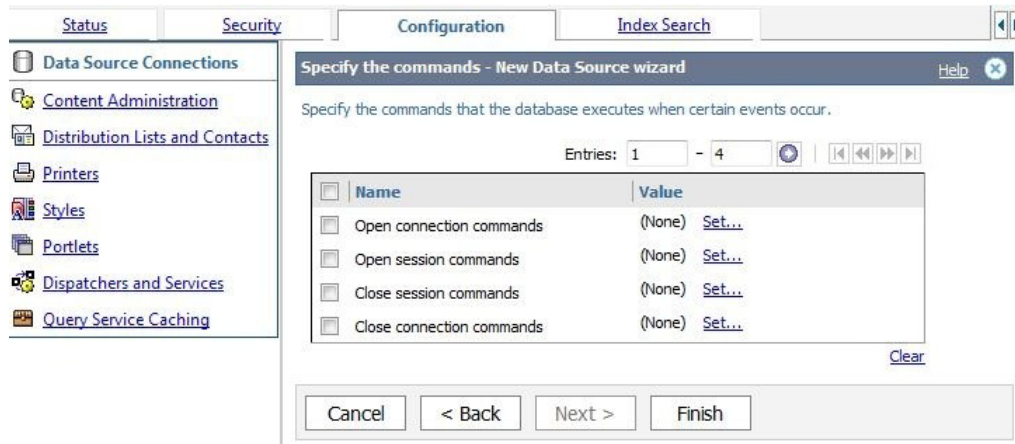 Status
Security
Configuration
Index Search
Data Source Connections
Content Administration
Distribution Lists and Contacts
Printers
Styles
Portlets
Dispatchers and Services
Query Service Caching
Specify the commands - New Data Source wizard
Help
Specify the commands that the database executes when certain events occur.
Entries: 1 - 4
Name Value
Open connection commands (None) Set...
Open session commands (None) Set...
Close session commands (None) Set...
Close connection commands (None) Set...
Clear
Cancel < Back Next > Finish